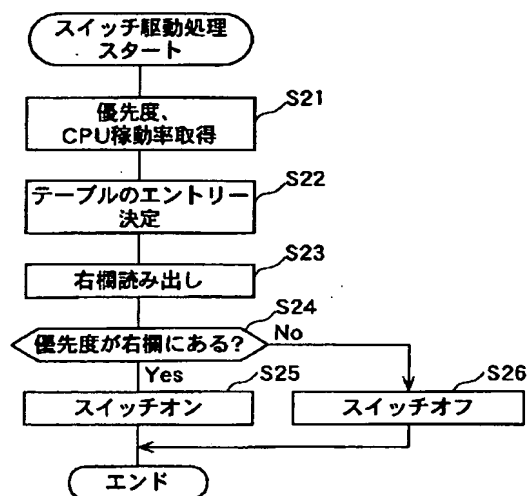 スイッチ駆動処理
スタート
優先度、
CPU稼動率取得
S21
テーブルのエントリー
決定
S22
右欄読み出し
S23
優先度が右欄にある?
S24
No
Yes
スイッチオン
S25
スイッチオフ
S26
エンド